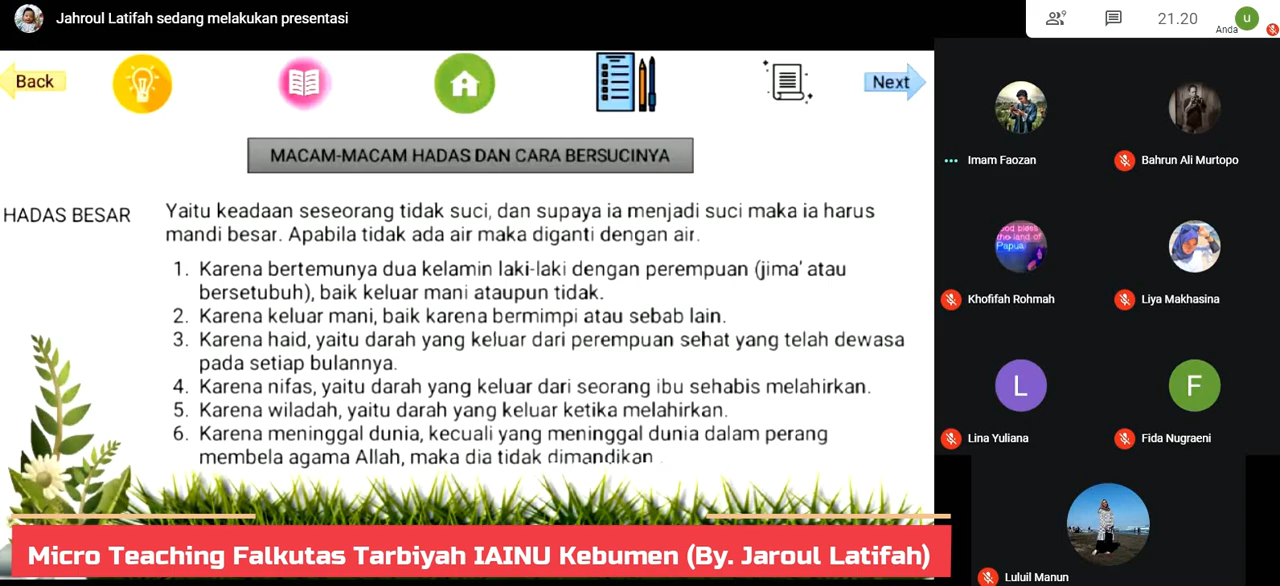 Jahroul Latifah sedang melakukan presentasi
9
21.20
Anda
u
Back
Next
MACAM-MACAM HADAS DAN CARA BERSUCINYA
HADAS BESAR
Yaitu keadaan seseorang tidak suci, dan supaya ia menjadi suci maka ia harus
mandi besar. Apabila tidak ada air maka diganti dengan air.
1. Karena bertemunya dua kelamin laki-laki dengan perempuan (jima' atau
bersetubuh), baik keluar mani ataupun tidak.
2. Karena keluar mani, baik karena bermimpi atau sebab lain.
3. Karena haid, yaitu darah yang keluar dari perempuan sehat yang telah dewasa
pada setiap bulannya.
4. Karena nifas, yaitu darah yang keluar dari seorang ibu sehabis melahirkan.
5. Karena wiladah, yaitu darah yang keluar ketika melahirkan.
6. Karena meninggal dunia, kecuali yang meninggal dunia dalam perang
membela agama Allah, maka dia tidak dimandikan .
Micro Teaching Falkutas Tarbiyah IAINU Kebumen (By. Jaroul Latifah)
Imam Faozan
Bahrun Ali Murtopo
God bless
the land of
Papua
Khofifah Rohmah
Liya Makhasina
L
F
Lina Yuliana
Fida Nugraeni
Luluil Manun